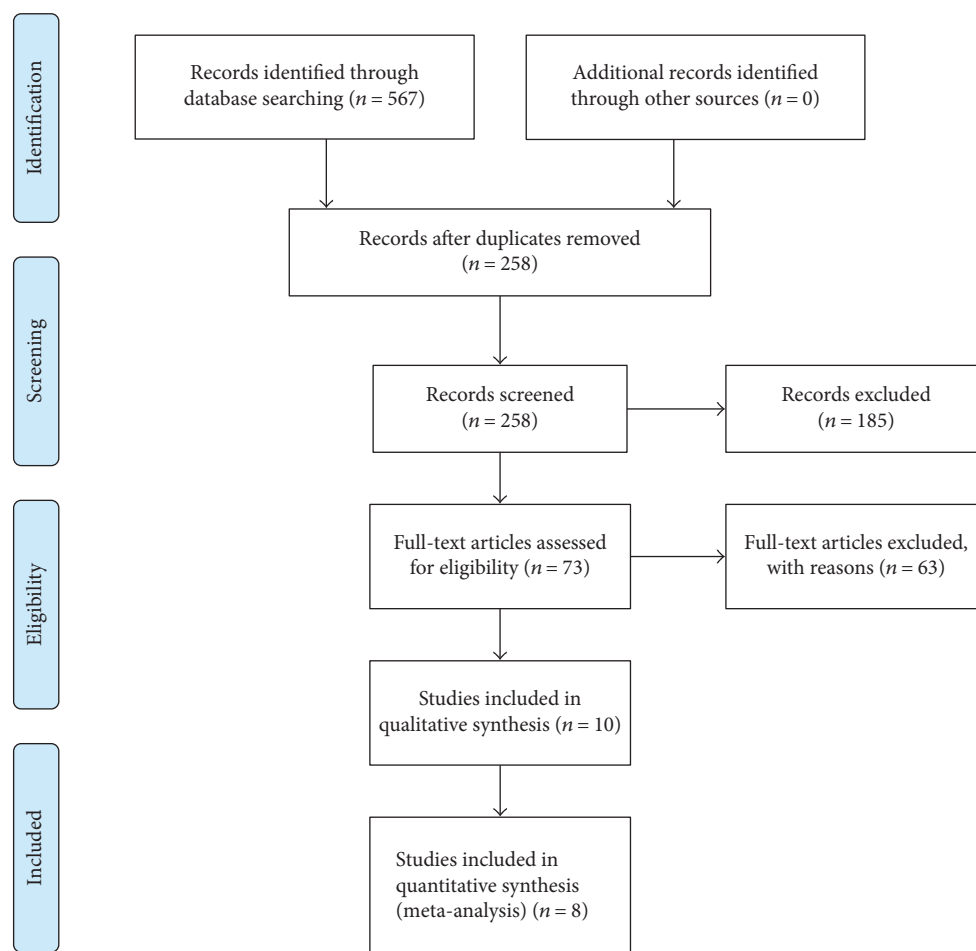 Identification
Records identified through
database searching (n = 567)
Additional records identified
through other sources (n = 0)
Records after duplicates removed
(n = 258)
Screening
Records screened
(n = 258)
Records excluded
(n = 185)
Eligibility
Full-text articles assessed
for eligibility (n = 73)
Full-text articles excluded,
with reasons (n = 63)
Studies included in
qualitative synthesis (n = 10)
Included
Studies included in
quantitative synthesis
(meta-analysis) (n = 8)